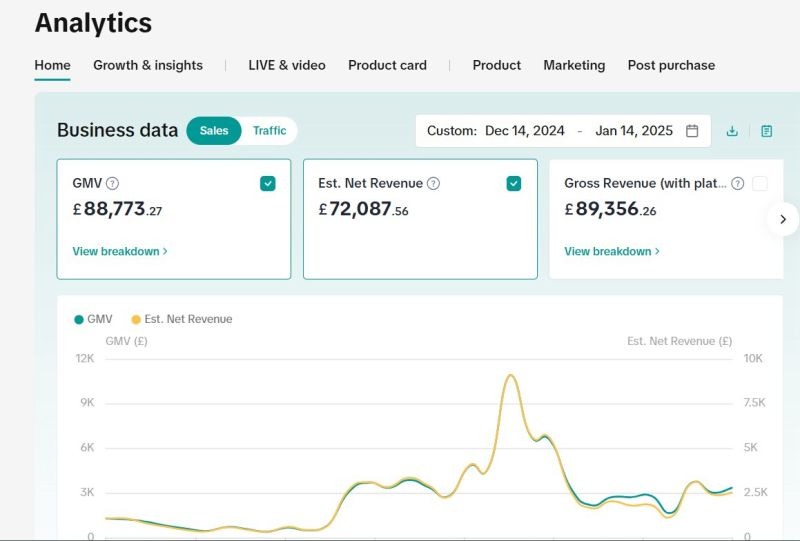 Analytics
Home Growth & insights LIVE & video Product card Product Marketing Post purchase
Business data Sales Traffic Custom: Dec 14, 2024 - Jan 14, 2025
GMV ? Est. Net Revenue ? Gross Revenue (with plat... ?
£88,773.27 £72,087.56 £89,356.26
View breakdown > View breakdown >
GMV Est. Net Revenue
GMV (£) Est. Net Revenue (£)
12K 10K
9K 7.5K
6K 5K
3K 2.5K
0 0